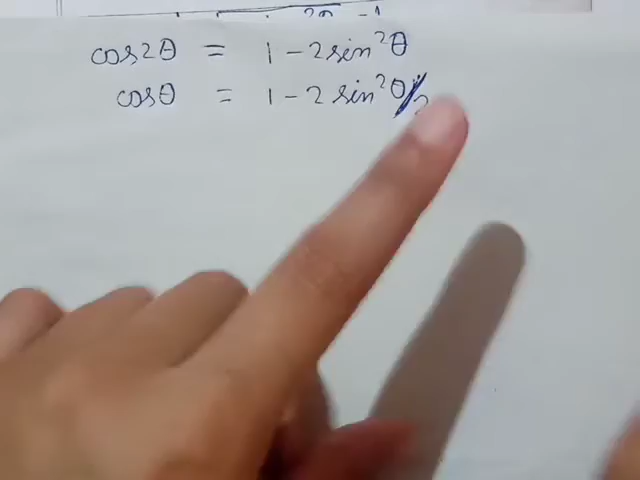 cos2θ = 1 - 2sin²θ
cosθ = 1 - 2 sin²θ/2